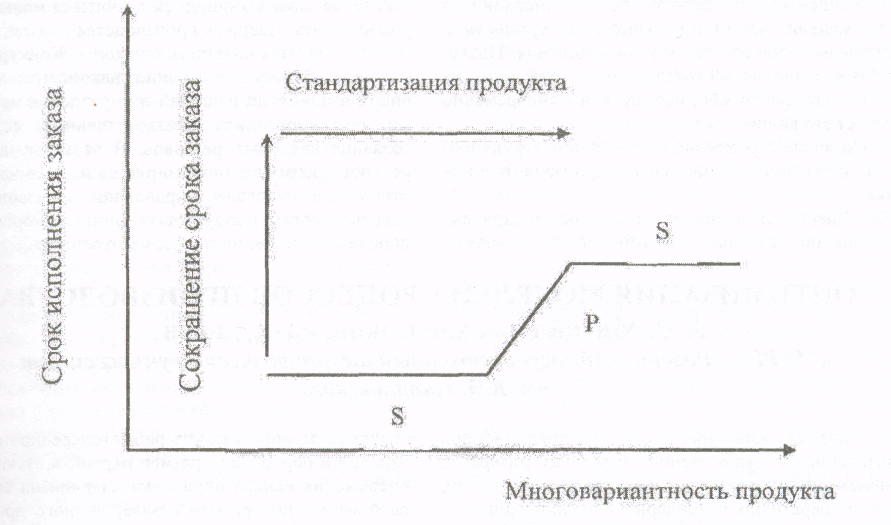 Стандартизация продукта
Срок исполнения заказа
Сокращение срока заказа
S
P
S
Многовариантность продукта